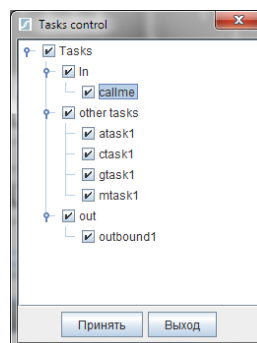 Tasks control
Tasks
In
callme
other tasks
atask1
ctask1
gtask1
mtask1
out
outbound1
Принять Выход